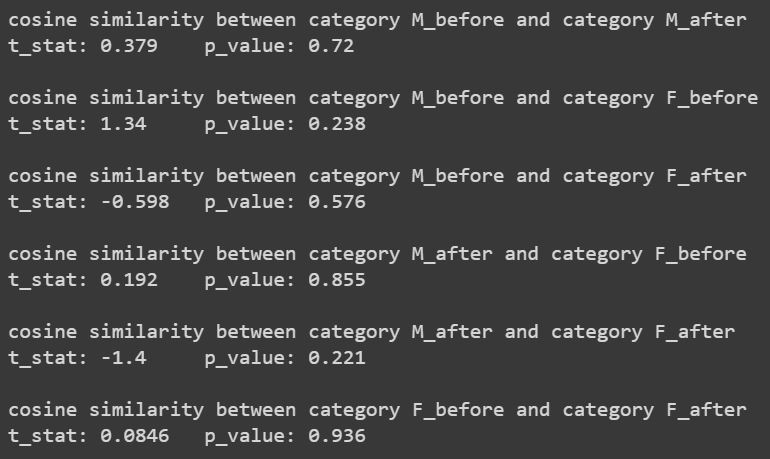 cosine similarity between category M_before and category M_after
t_stat: 0.379    p_value: 0.72
cosine similarity between category M_before and category F_before
t_stat: 1.34     p_value: 0.238
cosine similarity between category M_before and category F_after
t_stat: -0.598   p_value: 0.576
cosine similarity between category M_after and category F_before
t_stat: 0.192    p_value: 0.855
cosine similarity between category M_after and category F_after
t_stat: -1.4     p_value: 0.221
cosine similarity between category F_before and category F_after
t_stat: 0.0846   p_value: 0.936